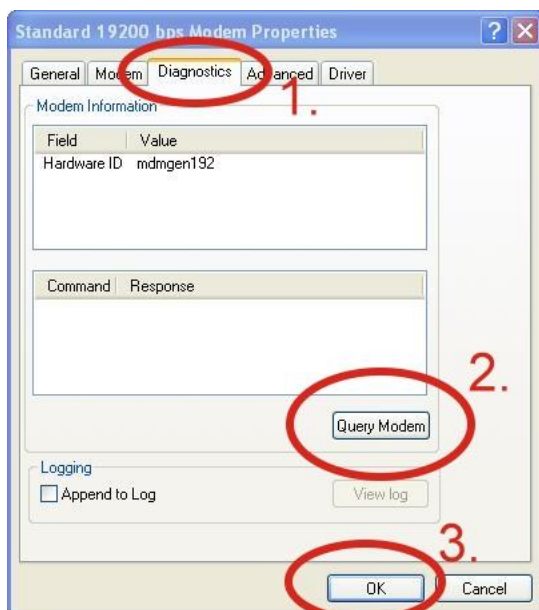 Standard 19200 bps Modem Properties
General Modem Diagnostics Advanced Driver
1.
Modem Information
Field Value
Hardware ID mdmgen192
Command Response
2.
Query Modem
Logging
Append to Log View log
3.
OK Cancel